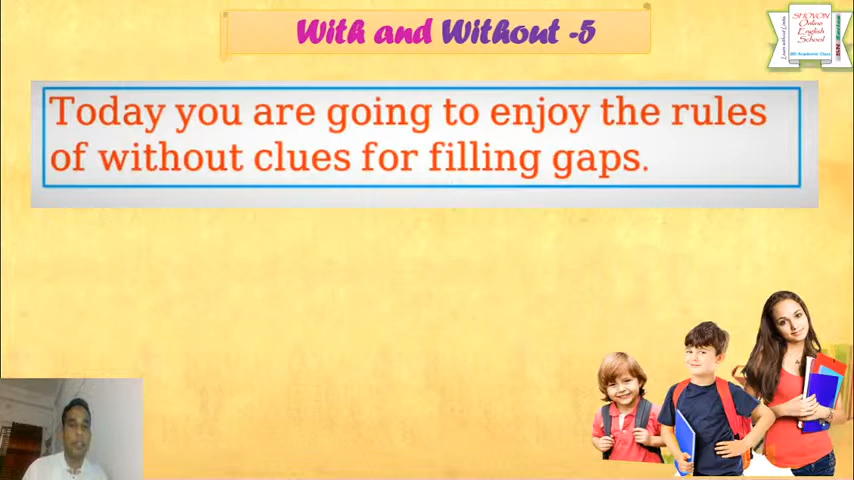 With and Without -5
SHOVON
Online
English
School
Today you are going to enjoy the rules
of without clues for filling gaps.